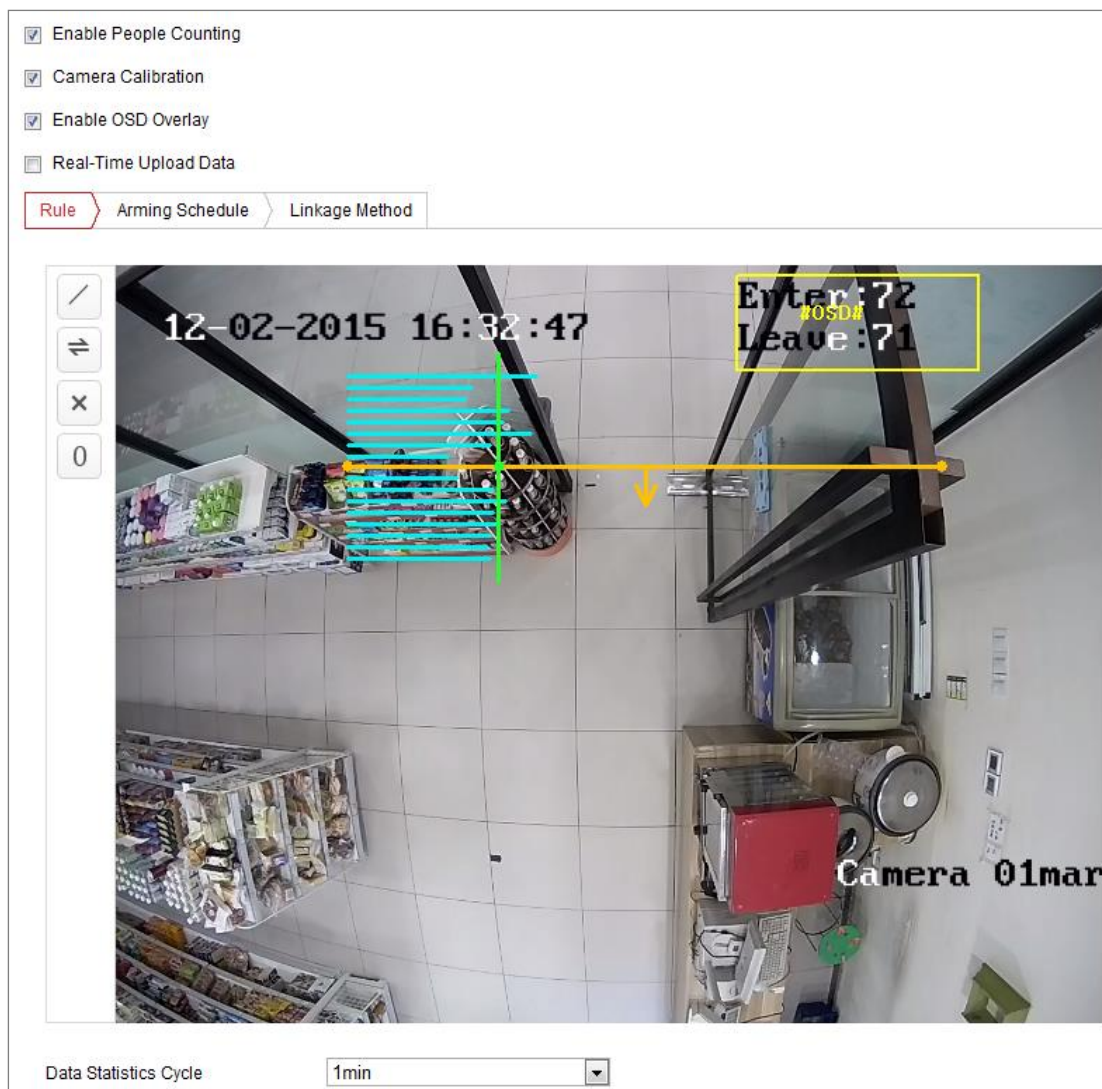 Enable People Counting
Camera Calibration
Enable OSD Overlay
Real-Time Upload Data
Rule Arming Schedule Linkage Method
Enter:72
#OSD#
12-02-2015 16:32:47
Leave:71
0
Camera 01mar
Data Statistics Cycle 1min